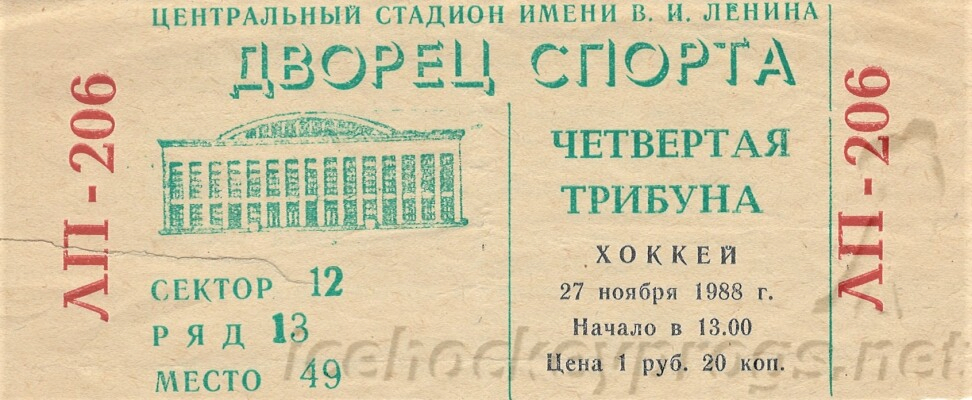 ЦЕНТРАЛЬНЫЙ СТАДИОН ИМЕНИ В. И. ЛЕНИНА
ДВОРЕЦ СПОРТА
ЛП - 206
ЧЕТВЕРТАЯ
ТРИБУНА
ХОККЕЙ
27 ноября 1988 г.
Начало в 13.00
Цена 1 руб. 20 коп.
СЕКТОР 12
РЯД 13
МЕСТО 49
ЛП - 206
icehockeyprogs.net